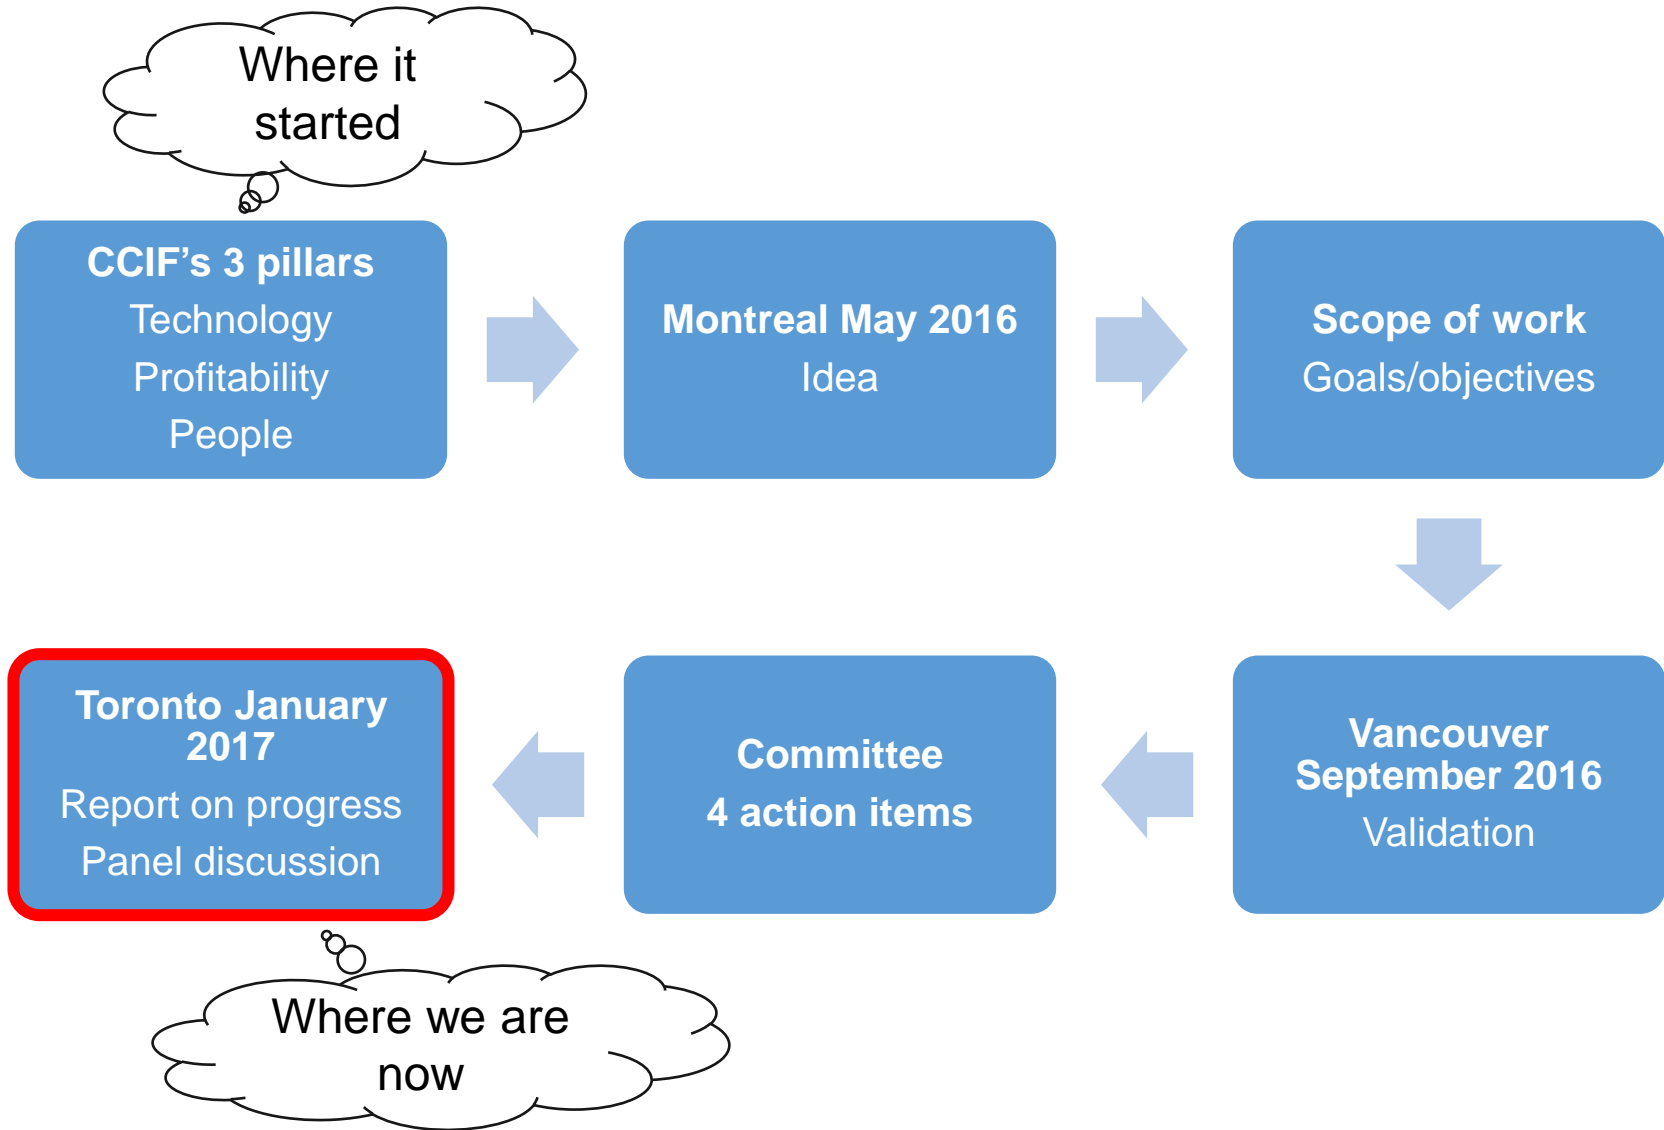 Where it
started
CCIF’s 3 pillars
Technology
Profitability
People
Montreal May 2016
Idea
Scope of work
Goals/objectives
Vancouver
September 2016
Validation
Committee
4 action items
Toronto January
2017
Report on progress
Panel discussion
Where we are
now